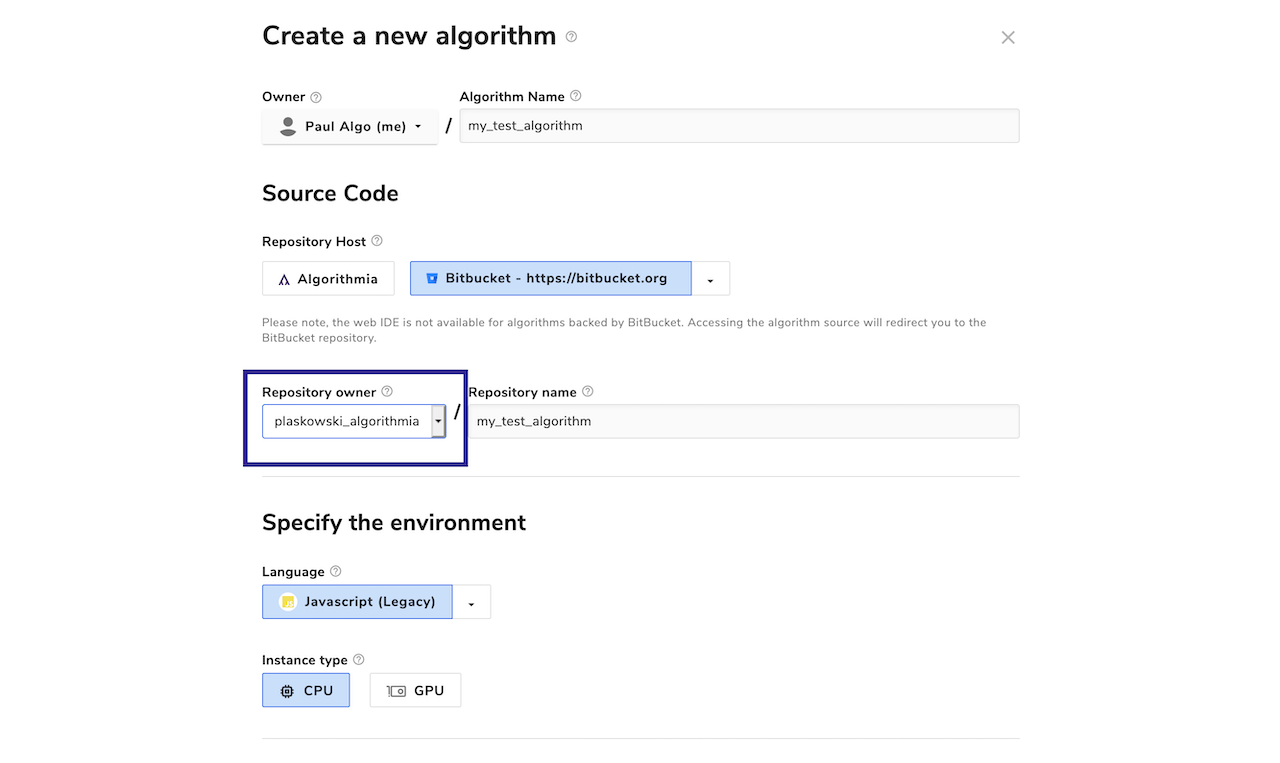 Create a new algorithm
Owner
Algorithm Name
Paul Algo (me)
/
my_test_algorithm
Source Code
Repository Host
Algorithmia
Bitbucket - https://bitbucket.org
Please note, the web IDE is not available for algorithms backed by BitBucket. Accessing the algorithm source will redirect you to the
BitBucket repository.
Repository owner
Repository name
plaskowski_algorithmia
/
my_test_algorithm
Specify the environment
Language
JS
Javascript (Legacy)
Instance type
CPU
GPU